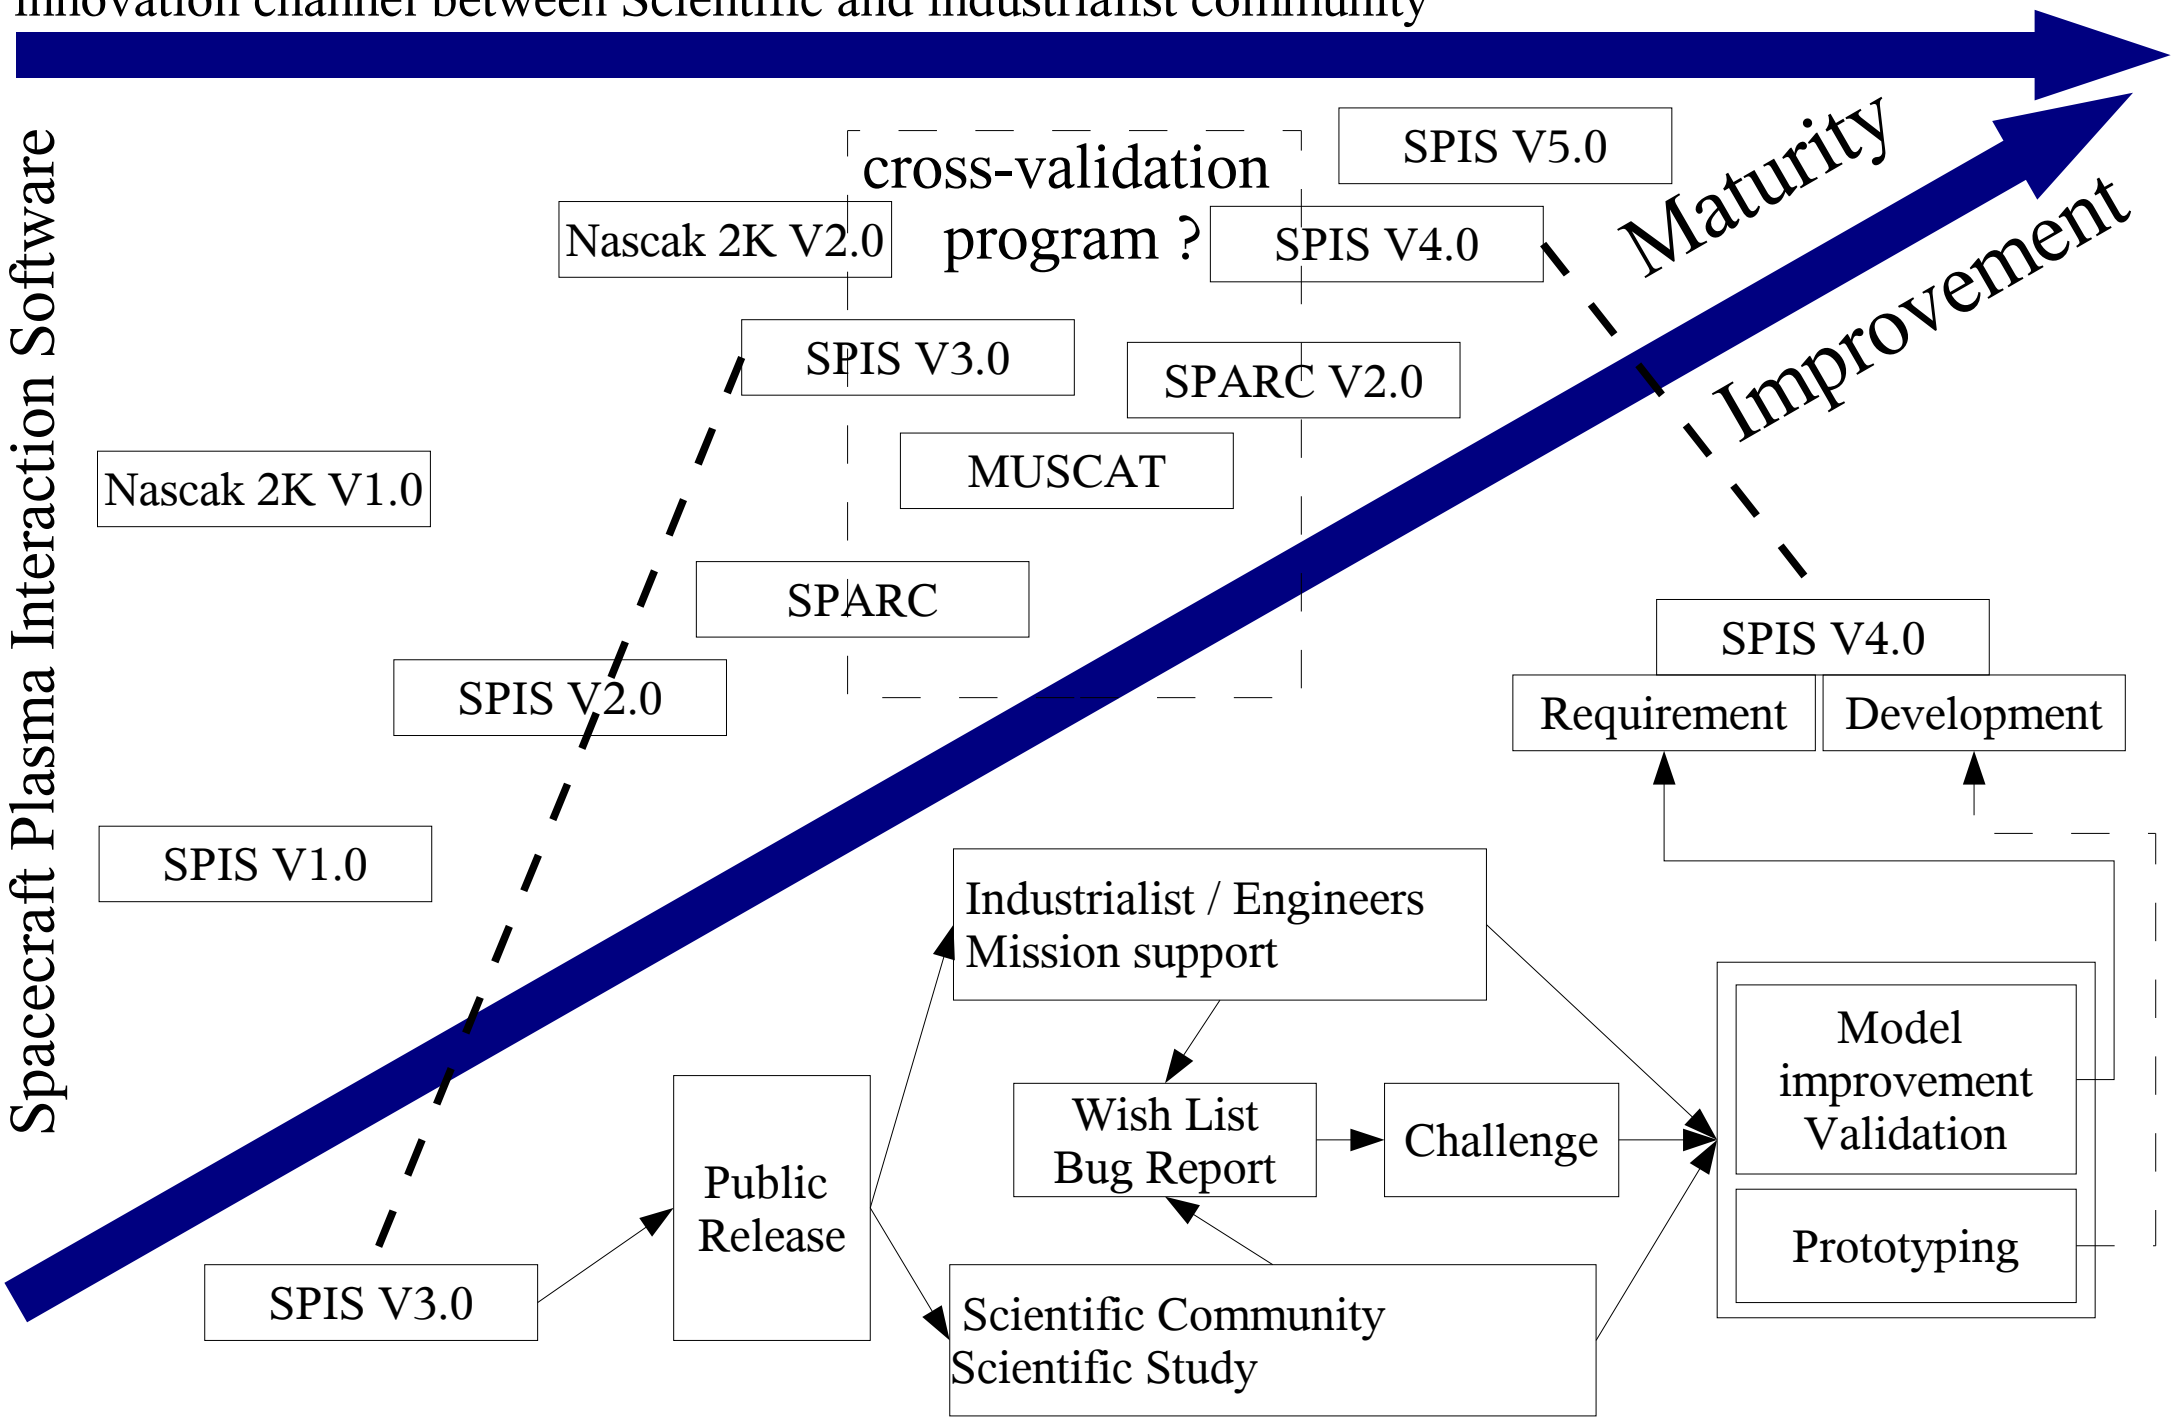 Innovation channel between Scientific and Industrialist community
Spacecraft Plasma Interaction Software
SPIS V5.0
Maturity
cross-validation
program ?
Nascak 2K V2.0
SPIS V4.0
Improvement
SPIS V3.0
SPARC V2.0
MUSCAT
Nascak 2K V1.0
SPARC
SPIS V2.0
SPIS V4.0
Requirement
Development
SPIS V1.0
Industrialist / Engineers
Mission support
Model
improvement
Validation
Wish List
Bug Report
Challenge
Public
Release
Prototyping
SPIS V3.0
Scientific Community
Scientific Study